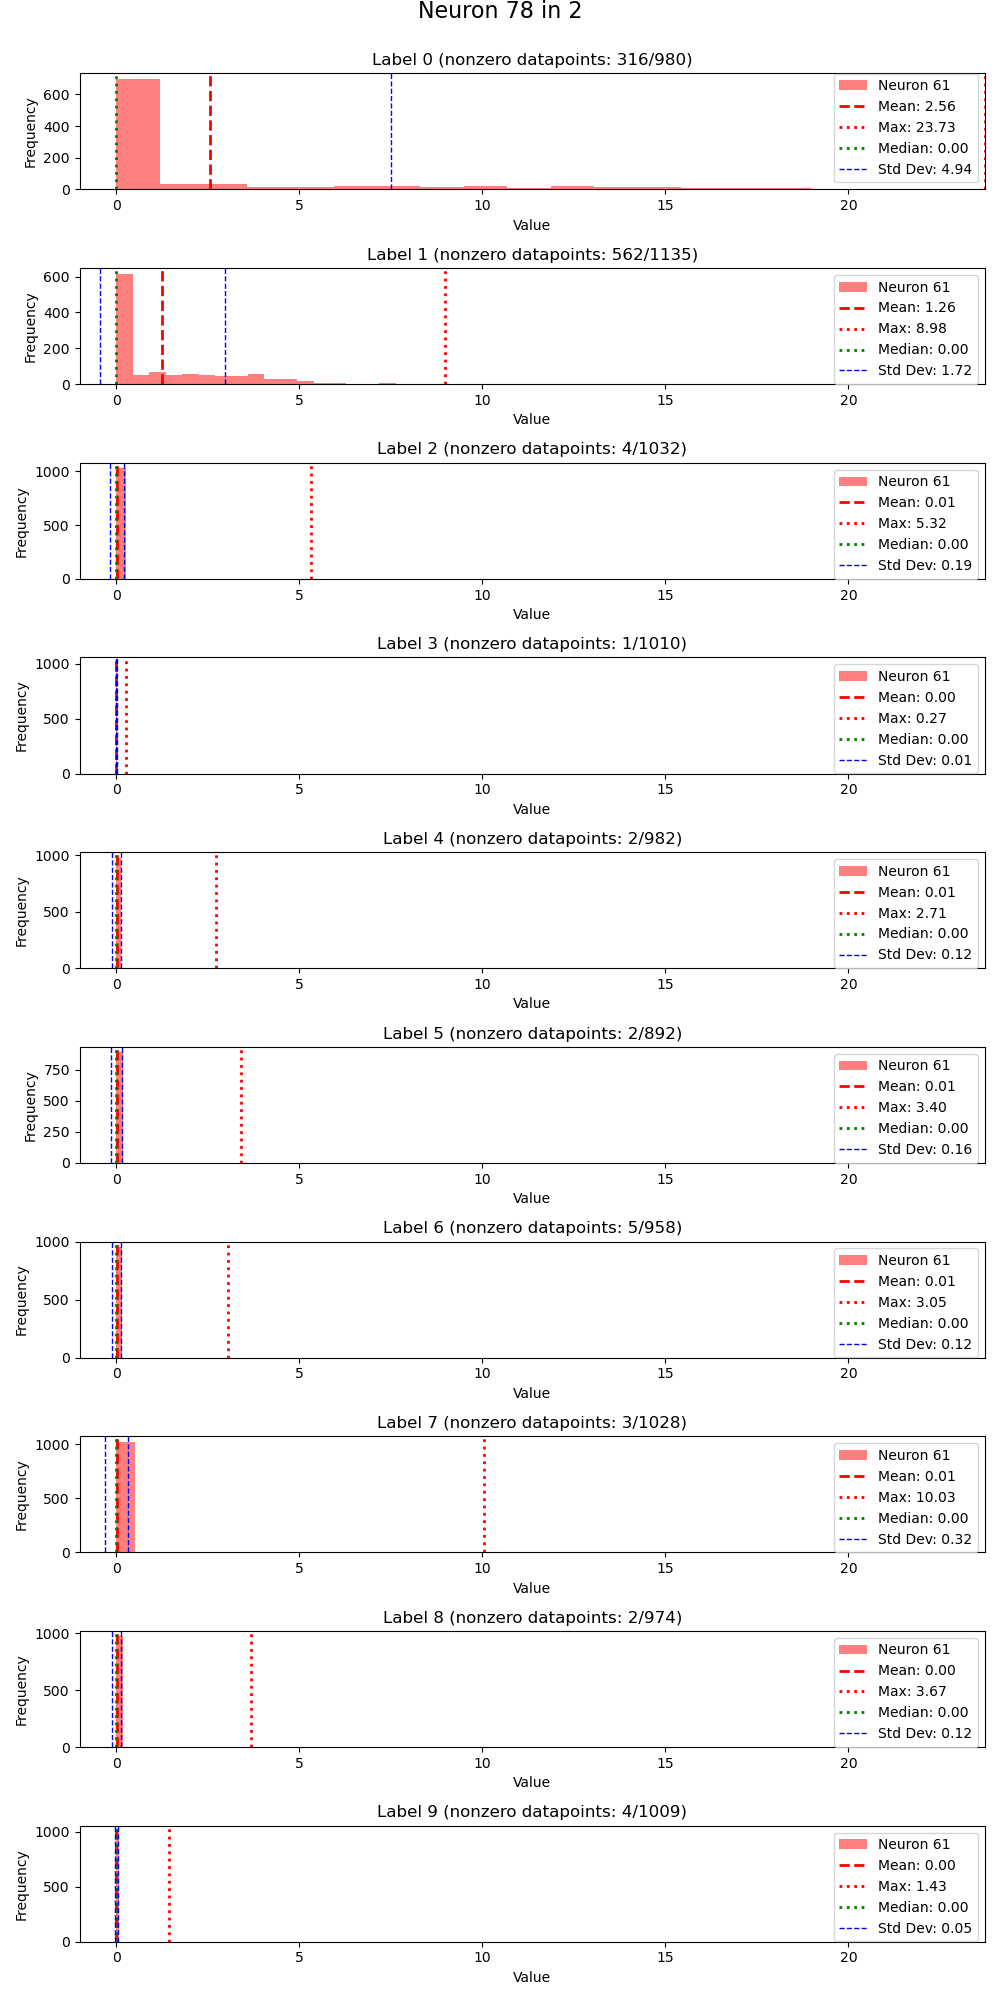 Neuron 78 in 2
Label 0 (nonzero datapoints: 316/980)
Frequency
600
400
200
0
Neuron 61
Mean: 2.56
Max: 23.73
Median: 0.00
Std Dev: 4.94
0 5 10 15 20
Value
Label 1 (nonzero datapoints: 562/1135)
Frequency
600
400
200
0
Neuron 61
Mean: 1.26
Max: 8.98
Median: 0.00
Std Dev: 1.72
0 5 10 15 20
Value
Label 2 (nonzero datapoints: 4/1032)
Frequency
1000
500
0
Neuron 61
Mean: 0.01
Max: 5.32
Median: 0.00
Std Dev: 0.19
0 5 10 15 20
Value
Label 3 (nonzero datapoints: 1/1010)
Frequency
1000
500
0
Neuron 61
Mean: 0.00
Max: 0.27
Median: 0.00
Std Dev: 0.01
0 5 10 15 20
Value
Label 4 (nonzero datapoints: 2/982)
Frequency
1000
500
0
Neuron 61
Mean: 0.01
Max: 2.71
Median: 0.00
Std Dev: 0.12
0 5 10 15 20
Value
Label 5 (nonzero datapoints: 2/892)
Frequency
750
500
250
0
Neuron 61
Mean: 0.01
Max: 3.40
Median: 0.00
Std Dev: 0.16
0 5 10 15 20
Value
Label 6 (nonzero datapoints: 5/958)
Frequency
1000
500
0
Neuron 61
Mean: 0.01
Max: 3.05
Median: 0.00
Std Dev: 0.12
0 5 10 15 20
Value
Label 7 (nonzero datapoints: 3/1028)
Frequency
1000
500
0
Neuron 61
Mean: 0.01
Max: 10.03
Median: 0.00
Std Dev: 0.32
0 5 10 15 20
Value
Label 8 (nonzero datapoints: 2/974)
Frequency
1000
500
0
Neuron 61
Mean: 0.00
Max: 3.67
Median: 0.00
Std Dev: 0.12
0 5 10 15 20
Value
Label 9 (nonzero datapoints: 4/1009)
Frequency
1000
500
0
Neuron 61
Mean: 0.00
Max: 1.43
Median: 0.00
Std Dev: 0.05
0 5 10 15 20
Value